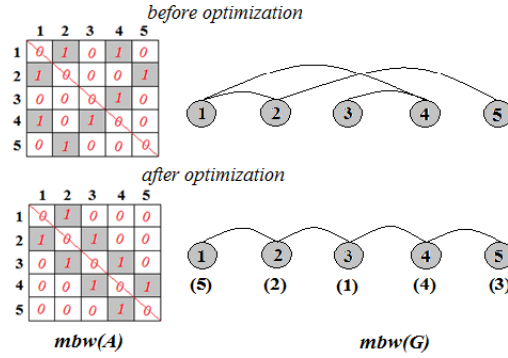 before optimization
1 2 3 4 5
1 0 1 0 1 0
2 1 0 0 0 1
3 0 0 0 1 0
4 1 0 1 0 0
5 0 1 0 0 0
1 2 3 4 5
after optimization
1 2 3 4 5
1 0 1 0 0 0
2 1 0 1 0 0
3 0 1 0 1 0
4 0 0 1 0 1
5 0 0 0 1 0
1 2 3 4 5
(5) (2) (1) (4) (3)
mbw(A) mbw(G)